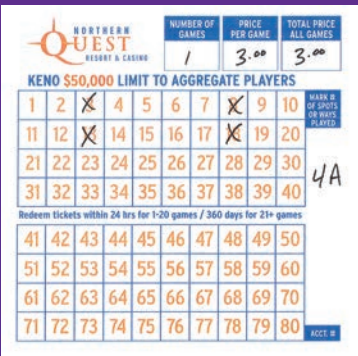 NORTHERN
QUEST
RESORT & CASINO
NUMBER OF GAMES
1
PRICE PER GAME
3.00
TOTAL PRICE ALL GAMES
3.00
KENO $50,000 LIMIT TO AGGREGATE PLAYERS
MARK # OF SPOTS OR WAYS PLAYED
1 2 X 4 5 6 7 X 9 10
11 12 X 14 15 16 17 X 19 20
21 22 23 24 25 26 27 28 29 30
31 32 33 34 35 36 37 38 39 40
4A
Redeem tickets within 24 hrs for 1-20 games / 360 days for 21+ games
41 42 43 44 45 46 47 48 49 50
51 52 53 54 55 56 57 58 59 60
61 62 63 64 65 66 67 68 69 70
71 72 73 74 75 76 77 78 79 80
ACCT. #